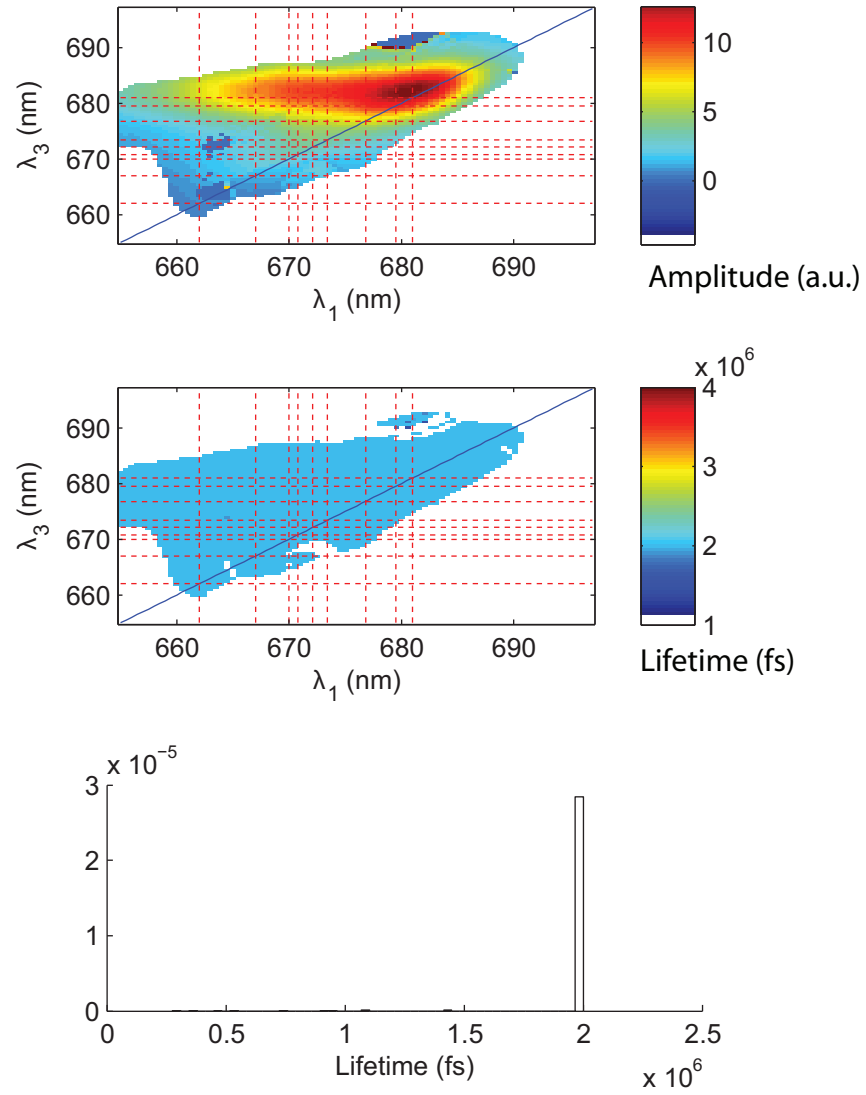 690
680
670
660
λ3 (nm)
660 670 680 690
λ1 (nm)
10
5
0
Amplitude (a.u.)
690
680
670
660
λ3 (nm)
660 670 680 690
λ1 (nm)
x 10^6
4
3
2
1
Lifetime (fs)
x 10^−5
3
2
1
0
0 0.5 1 1.5 2 2.5
Lifetime (fs)
x 10^6